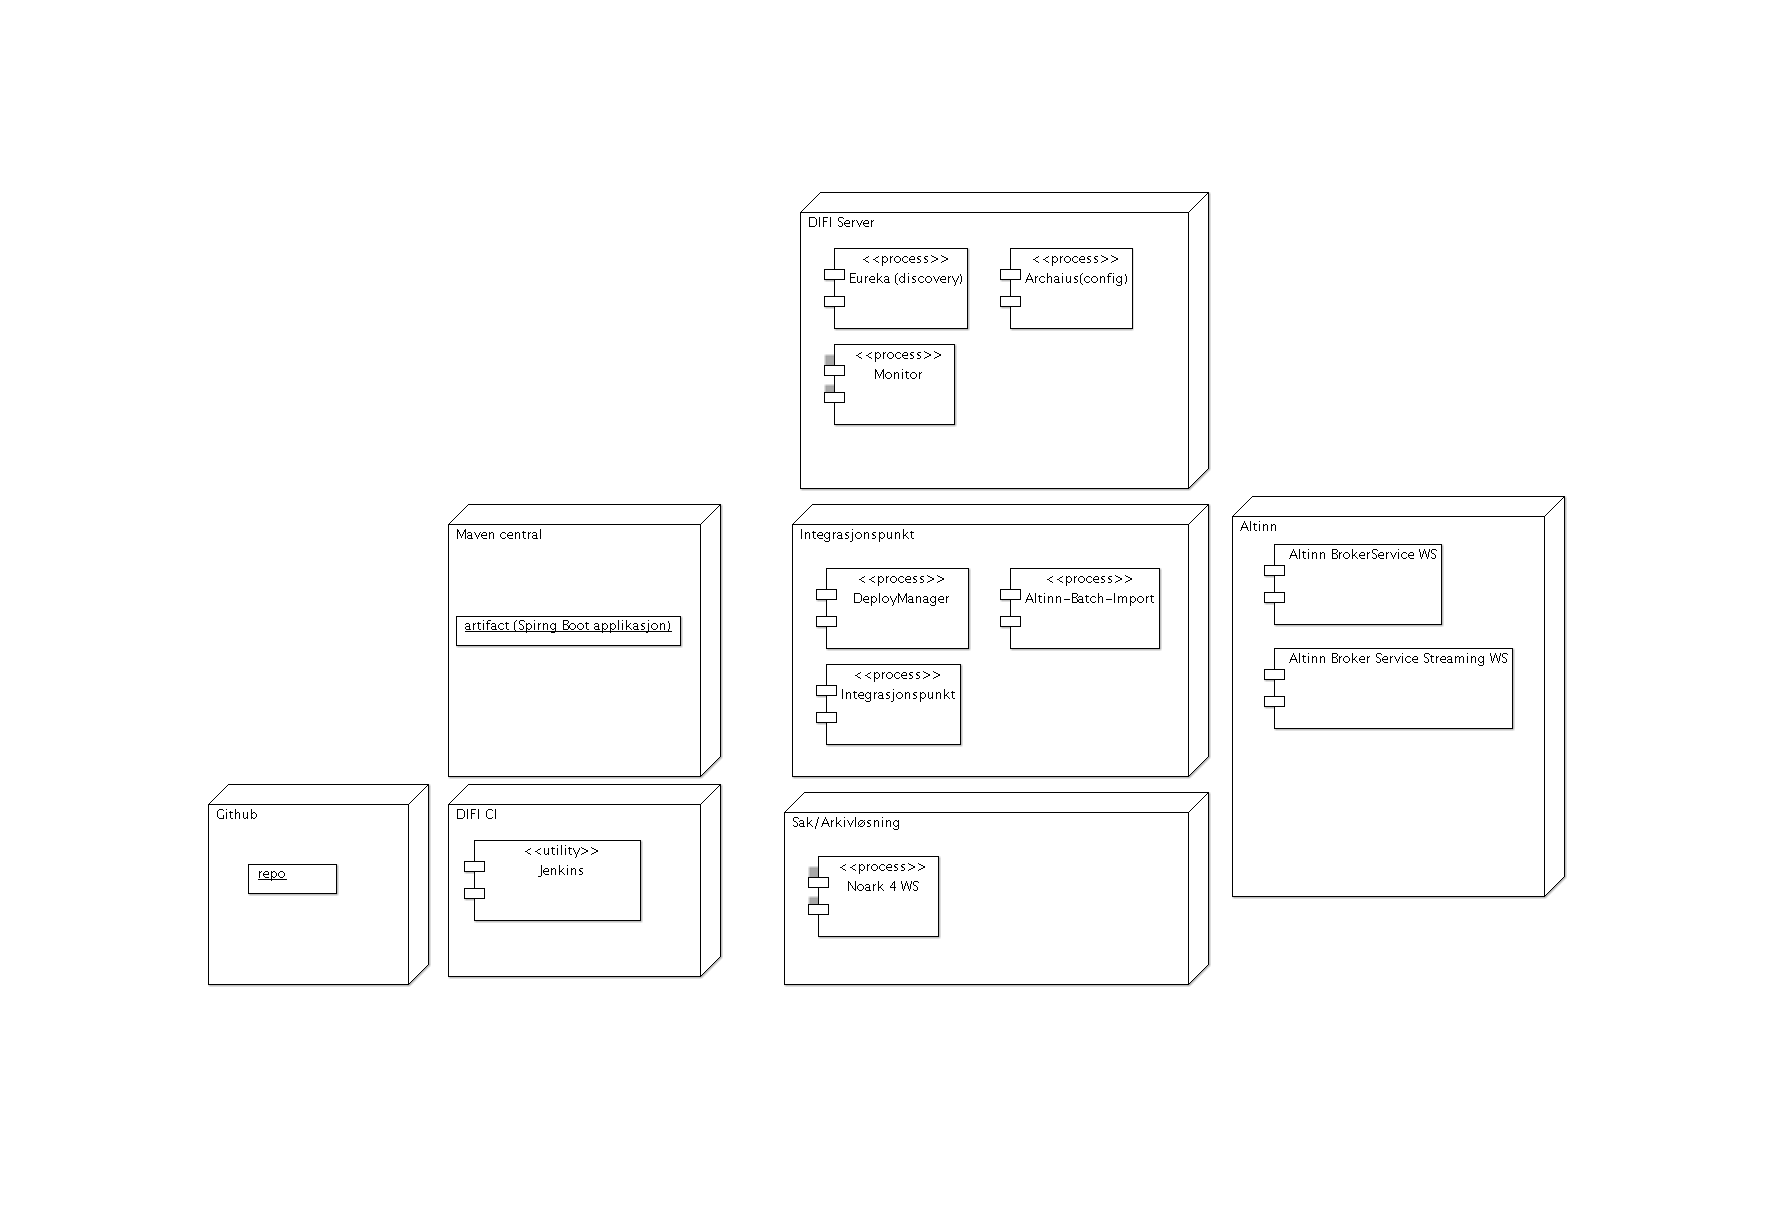 DIFI Server
<<process>>
Eureka (discovery)
<<process>>
Archaius(config)
<<process>>
Monitor
Maven central
artifact (Spirng Boot applikasjon)
Integrasjonspunkt
<<process>>
DeployManager
<<process>>
Altinn-Batch-Import
<<process>>
Integrasjonspunkt
Altinn
Altinn BrokerService WS
Altinn Broker Service Streaming WS
Github
repo
DIFI CI
<<utility>>
Jenkins
Sak/Arkivløsning
<<process>>
Noark 4 WS